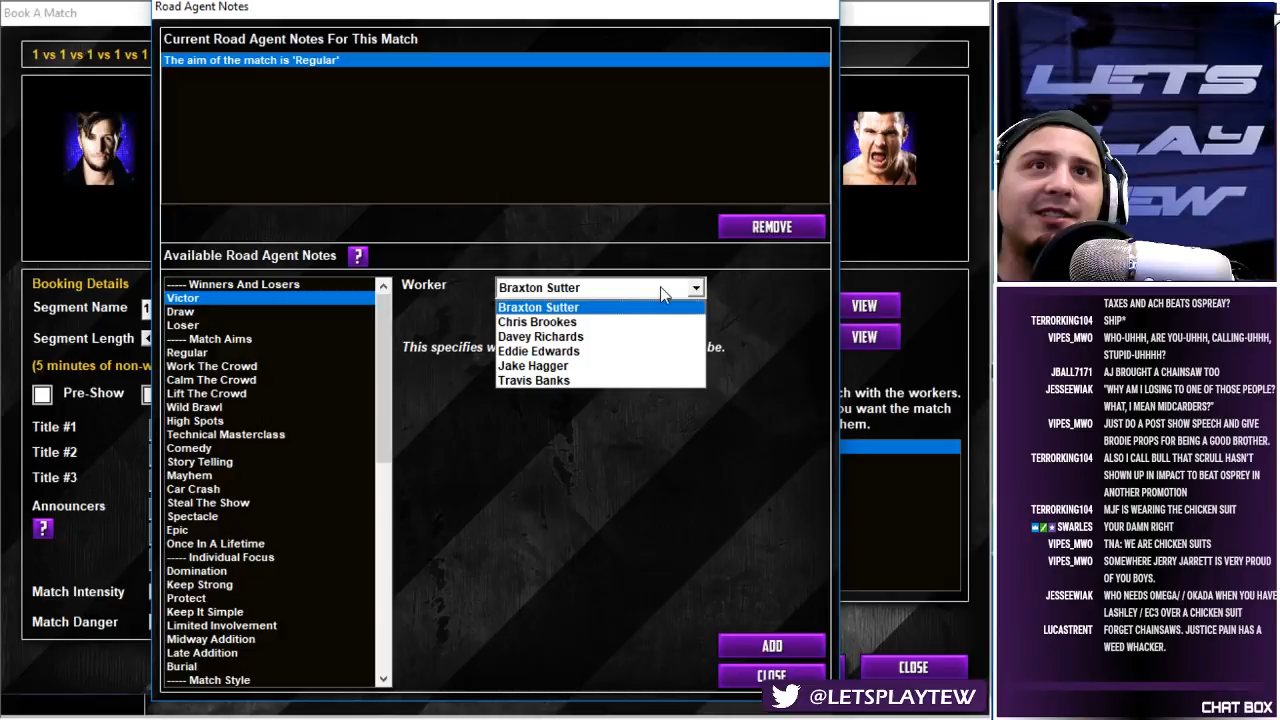 Book A Match
Road Agent Notes
1 vs 1 vs 1 vs 1 vs 1
Current Road Agent Notes For This Match
The aim of the match is 'Regular'
REMOVE
Available Road Agent Notes ?
----- Winners And Losers
Victor
Draw
Loser
----- Match Aims
Regular
Work The Crowd
Calm The Crowd
Lift The Crowd
Wild Brawl
High Spots
Technical Masterclass
Comedy
Story Telling
Mayhem
Car Crash
Steal The Show
Spectacle
Epic
Once In A Lifetime
----- Individual Focus
Domination
Keep Strong
Protect
Keep It Simple
Limited Involvement
Midway Addition
Late Addition
Burial
----- Match Style
Worker
Braxton Sutter
Braxton Sutter
Chris Brookes
Davey Richards
Eddie Edwards
Jake Hagger
Travis Banks
This specifies w
be.
ADD
CLOSE
Booking Details
Segment Name
1
Segment Length
(5 minutes of non-w
Pre-Show
Title #1
Title #2
Title #3
Announcers
?
Match Intensity
Match Danger
VIEW
VIEW
ch with the workers.
ou want the match
hem.
CLOSE
@LETSPLAYTEW
LETS
PLAY
TEW
TAXES AND ACH BEATS OSPREAY?
TERRORKING104 SHIP*
VIPES_MWO WHO-UHHH, ARE YOU-UHHH, CALLING-UHHH,
STUPID-UHHHH?
JBALL7171 AJ BROUGHT A CHAINSAW TOO
JESSEEWIAK "WHY AM I LOSING TO ONE OF THOSE PEOPLE?
WHAT, I MEAN MIDCARDERS?"
VIPES_MWO JUST DO A POST SHOW SPEECH AND GIVE
BRODIE PROPS FOR BEING A GOOD BROTHER.
TERRORKING104 ALSO I CALL BULL THAT SCRULL HASN'T
SHOWN UP IN IMPACT TO BEAT OSPREY IN
ANOTHER PROMOTION
TERRORKING104 MJF IS WEARING THE CHICKEN SUIT
SWARLES YOUR DAMN RIGHT
VIPES_MWO TNA: WE ARE CHICKEN SUITS
VIPES_MWO SOMEWHERE JERRY JARRETT IS VERY PROUD
OF YOU BOYS.
JESSEEWIAK WHO NEEDS OMEGA/ / OKADA WHEN YOU HAVE
LASHLEY / EC3 OVER A CHICKEN SUIT
LUCASTRENT FORGET CHAINSAWS. JUSTICE PAIN HAS A
WEED WHACKER.
CHAT BOX